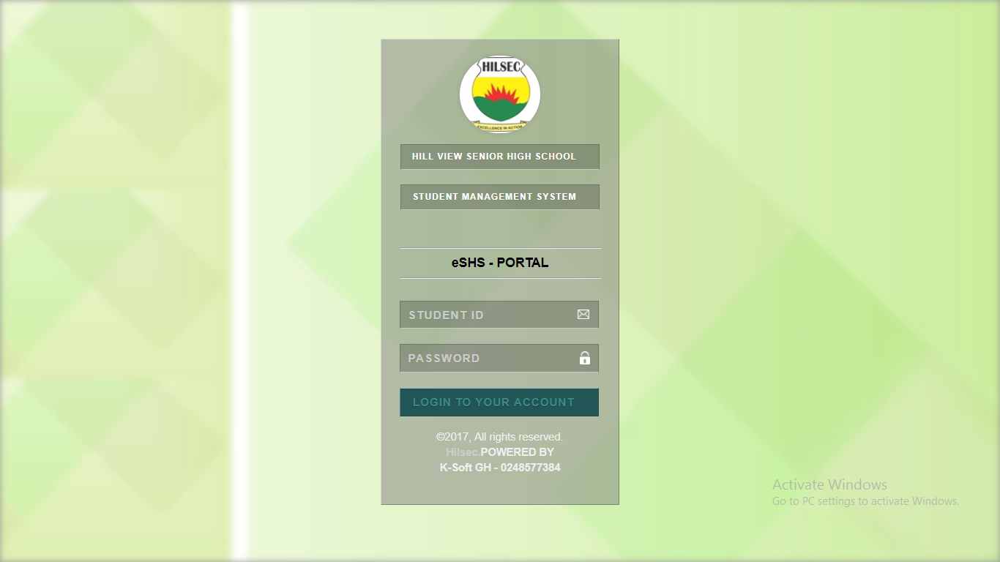 HILSEC
EXCELLENCE IN ACTION
HILL VIEW SENIOR HIGH SCHOOL
STUDENT MANAGEMENT SYSTEM
eSHS - PORTAL
STUDENT ID
PASSWORD
LOGIN TO YOUR ACCOUNT
©2017, All rights reserved.
Hilsec.POWERED BY
K-Soft GH - 0248577384
Activate Windows
Go to PC settings to activate Windows.